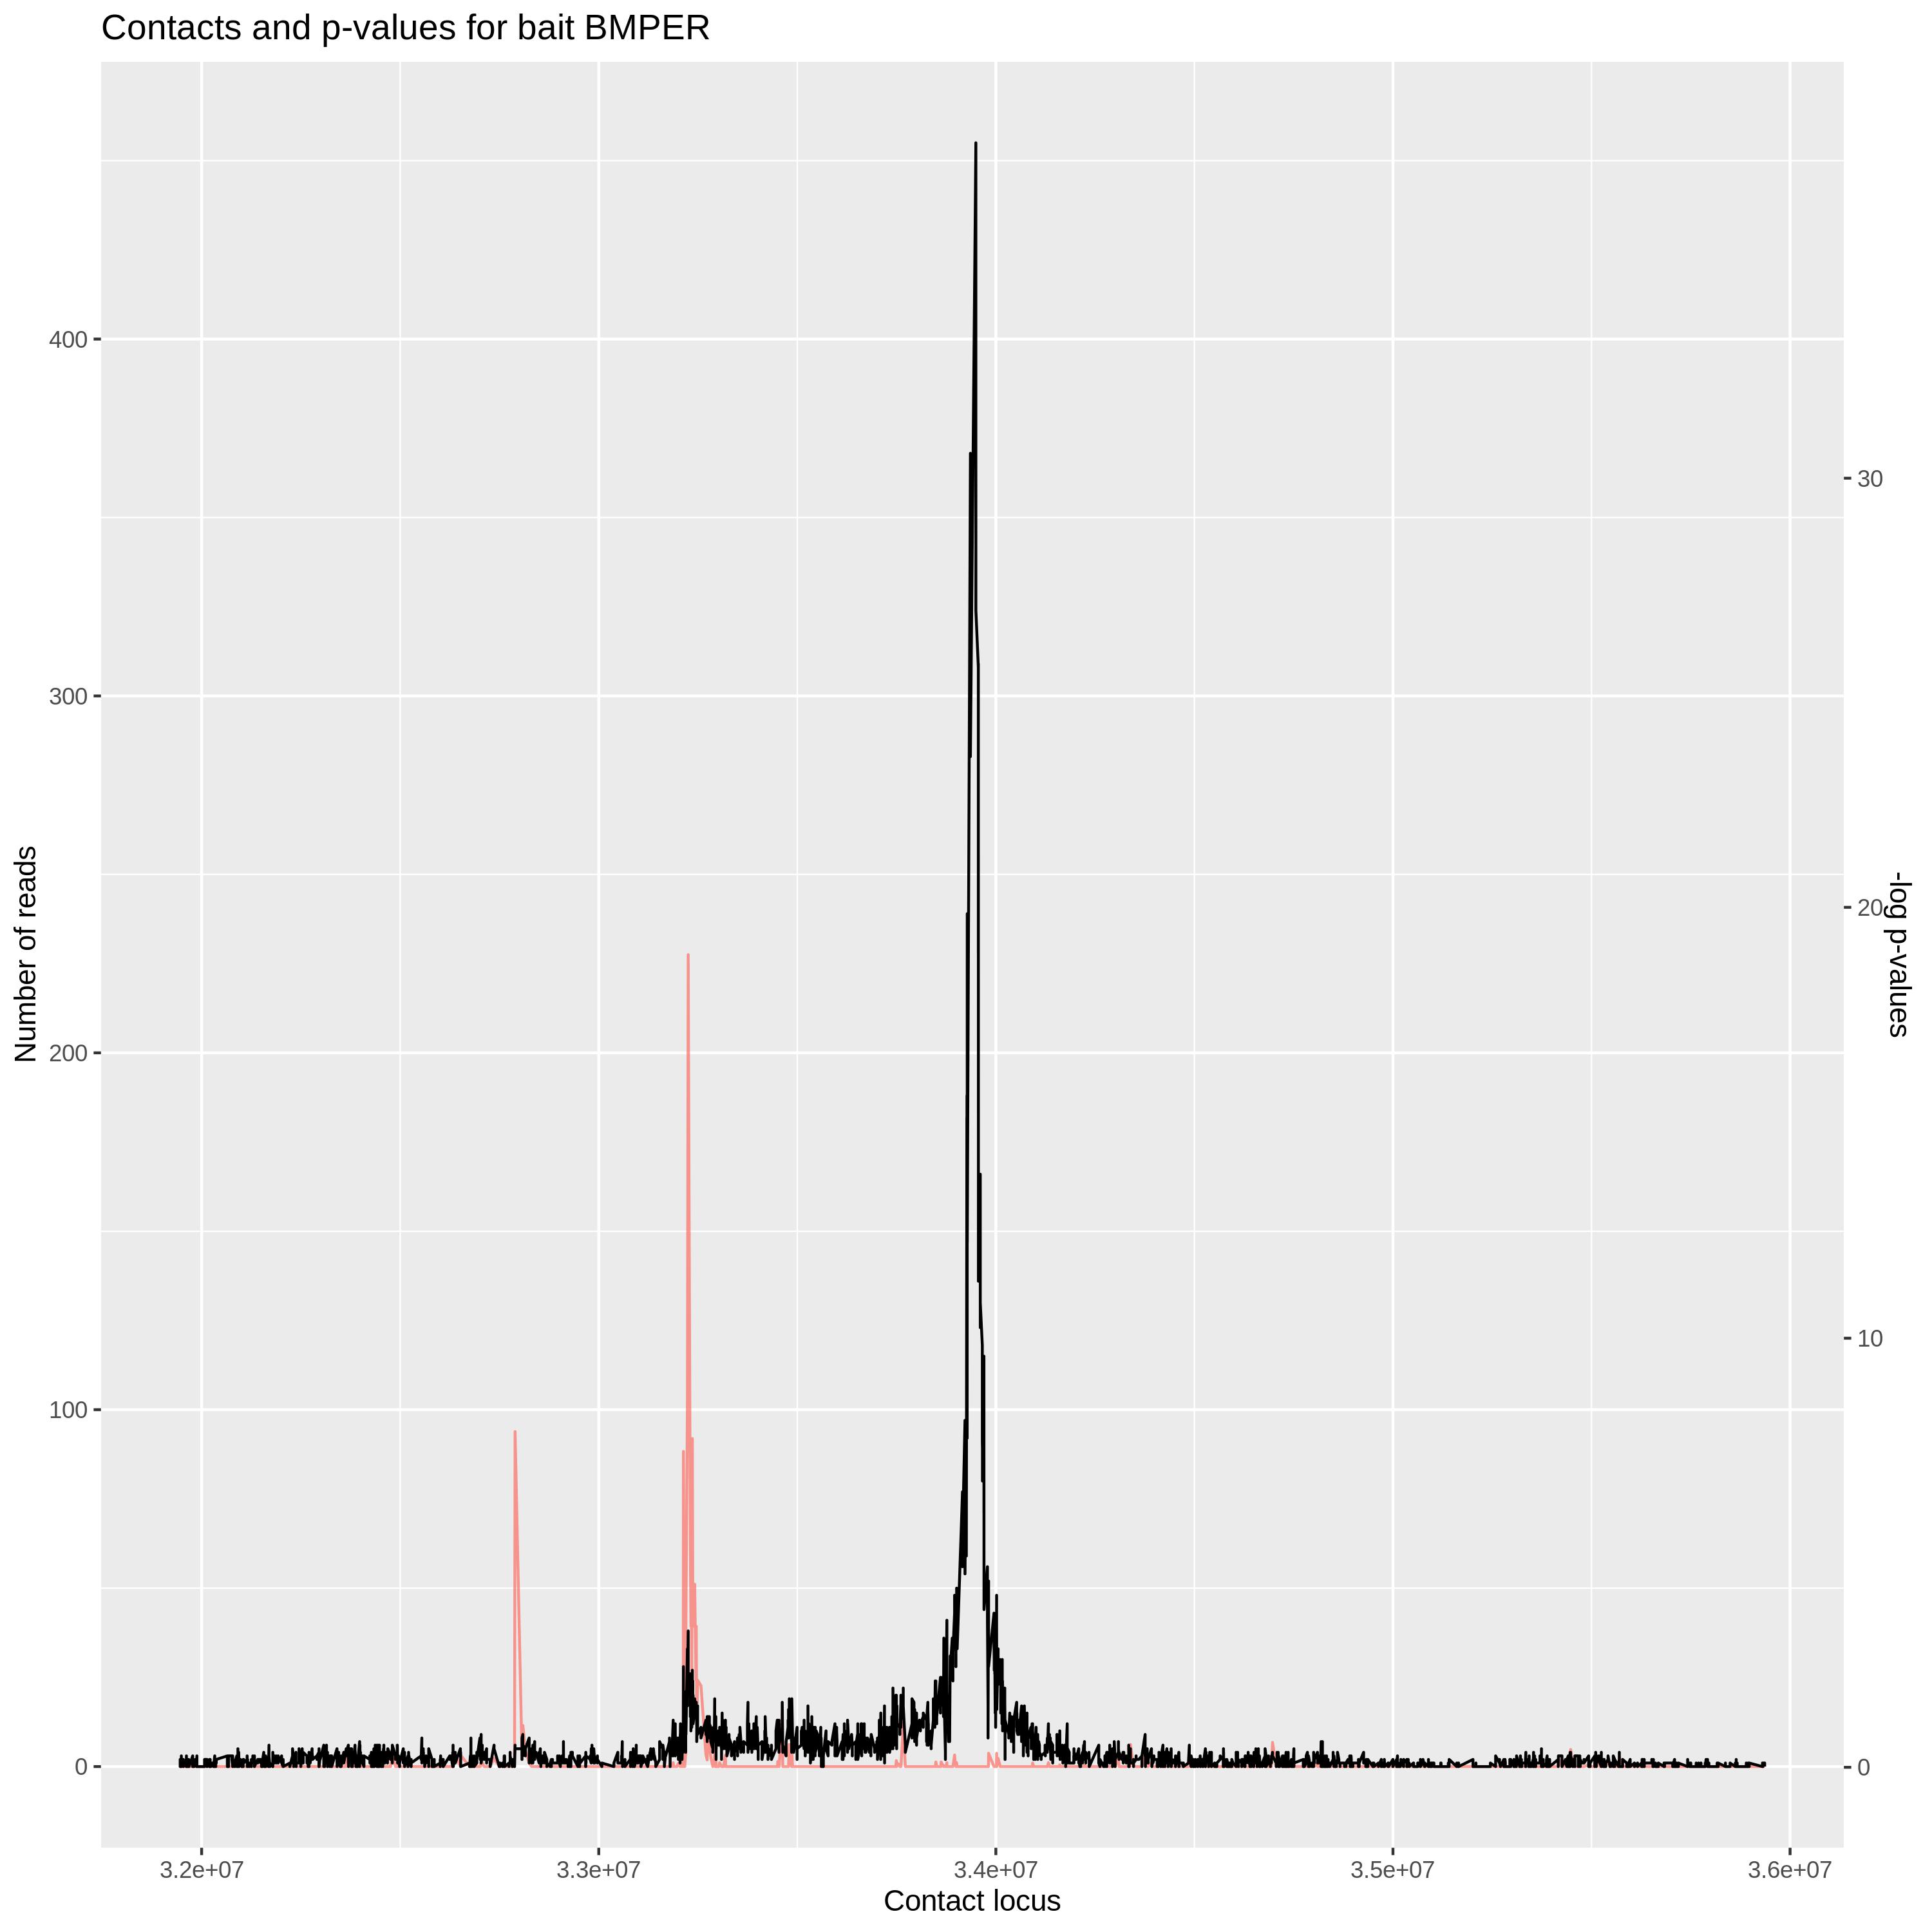 Contacts and p-values for bait BMPER
Number of reads
400
300
200
100
0
30
20
10
0
-log p-values
3.2e+07 3.3e+07 3.4e+07 3.5e+07 3.6e+07
Contact locus